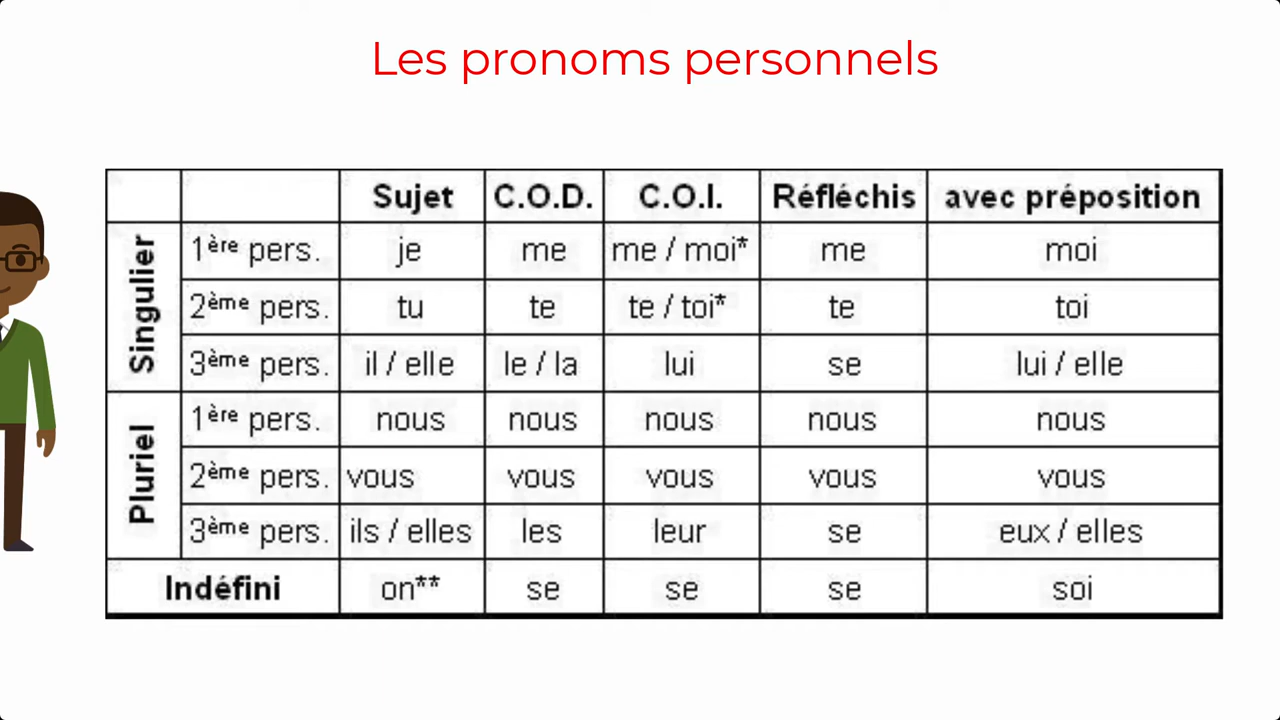 Les pronoms personnels
Sujet C.O.D. C.O.I. Réfléchis avec préposition
Singulier
1ère pers. je me me / moi* me moi
2ème pers. tu te te / toi* te toi
3ème pers. il / elle le / la lui se lui / elle
Pluriel
1ère pers. nous nous nous nous nous
2ème pers. vous vous vous vous vous
3ème pers. ils / elles les leur se eux / elles
Indéfini on** se se se soi